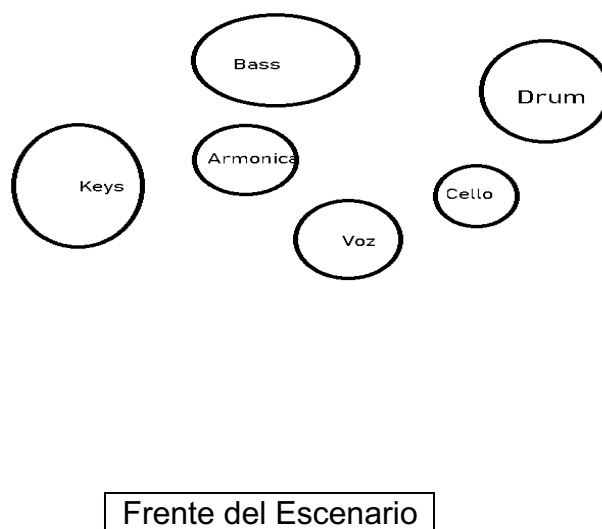 Bass
Drum
Armonica
Keys
Cello
Voz
Frente del Escenario